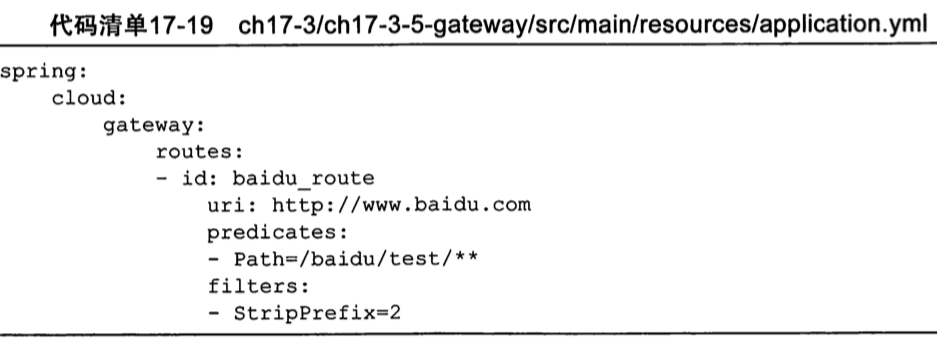 代码清单17-19 ch17-3/ch17-3-5-gateway/src/main/resources/application.yml
spring:
    cloud:
        gateway:
            routes:
            - id: baidu_route
                uri: http://www.baidu.com
                predicates:
                - Path=/baidu/test/**
                filters:
                - StripPrefix=2